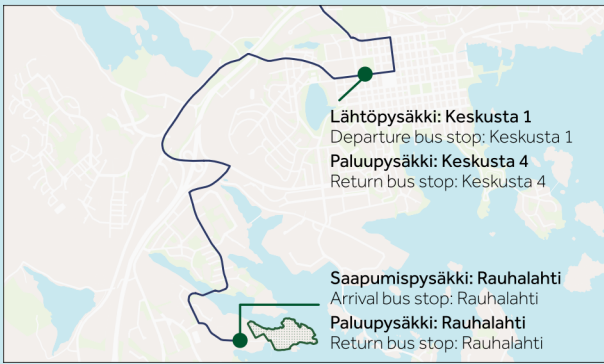 Lähtöpysäkki: Keskusta 1
Departure bus stop: Keskusta 1
Paluupysäkki: Keskusta 4
Return bus stop: Keskusta 4
Saapumispysäkki: Rauhalahti
Arrival bus stop: Rauhalahti
Paluupysäkki: Rauhalahti
Return bus stop: Rauhalahti